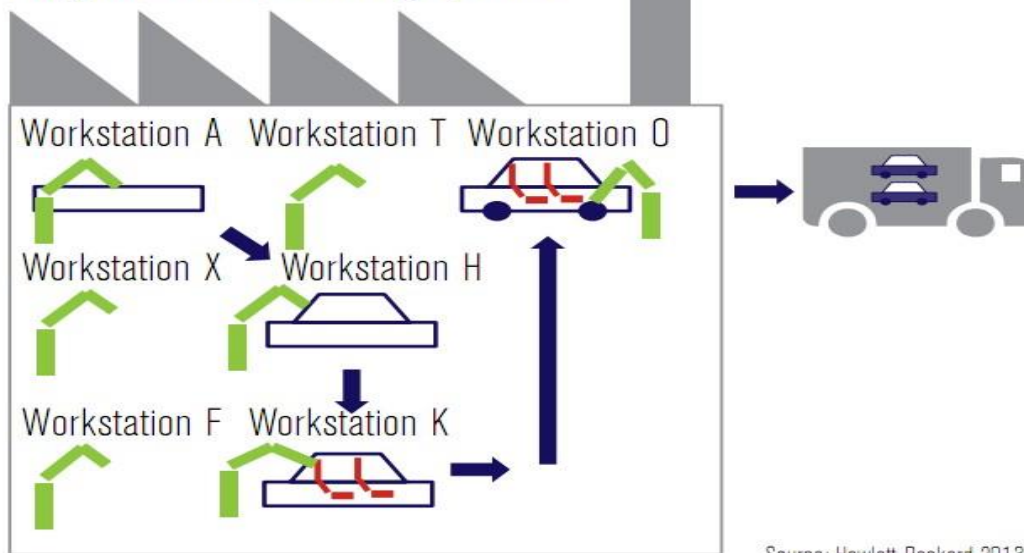 Workstation A Workstation T Workstation O
Workstation X Workstation H
Workstation F Workstation K
Source: Hewlett Packard 2013